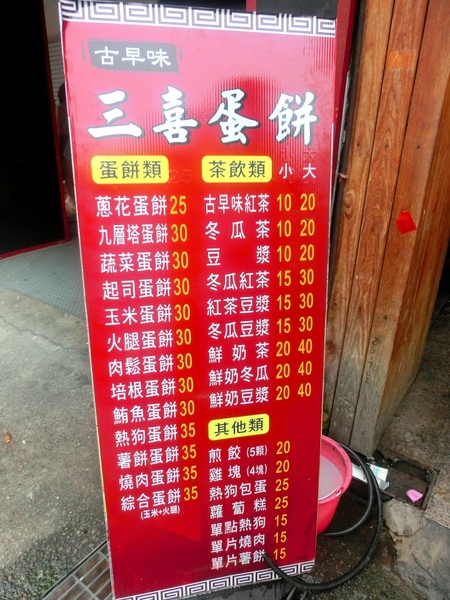 古早味
三喜蛋餅
蛋餅類
蔥花蛋餅 25
九層塔蛋餅 30
蔬菜蛋餅 30
起司蛋餅 30
玉米蛋餅 30
火腿蛋餅 30
肉鬆蛋餅 30
培根蛋餅 30
鮪魚蛋餅 30
熱狗蛋餅 35
薯餅蛋餅 35
燒肉蛋餅 35
綜合蛋餅 35
(玉米+火腿)
茶飲類 小 大
古早味紅茶 10 20
冬瓜茶 10 20
豆漿 10 20
冬瓜紅茶 15 30
紅茶豆漿 15 30
冬瓜豆漿 15 30
鮮奶茶 20 40
鮮奶冬瓜 20 40
鮮奶豆漿 20 40
其他類
煎餃(5顆) 20
雞塊(4塊) 20
熱狗包蛋 25
蘿蔔糕 25
單點熱狗 15
單片燒肉 15
單片薯餅 15